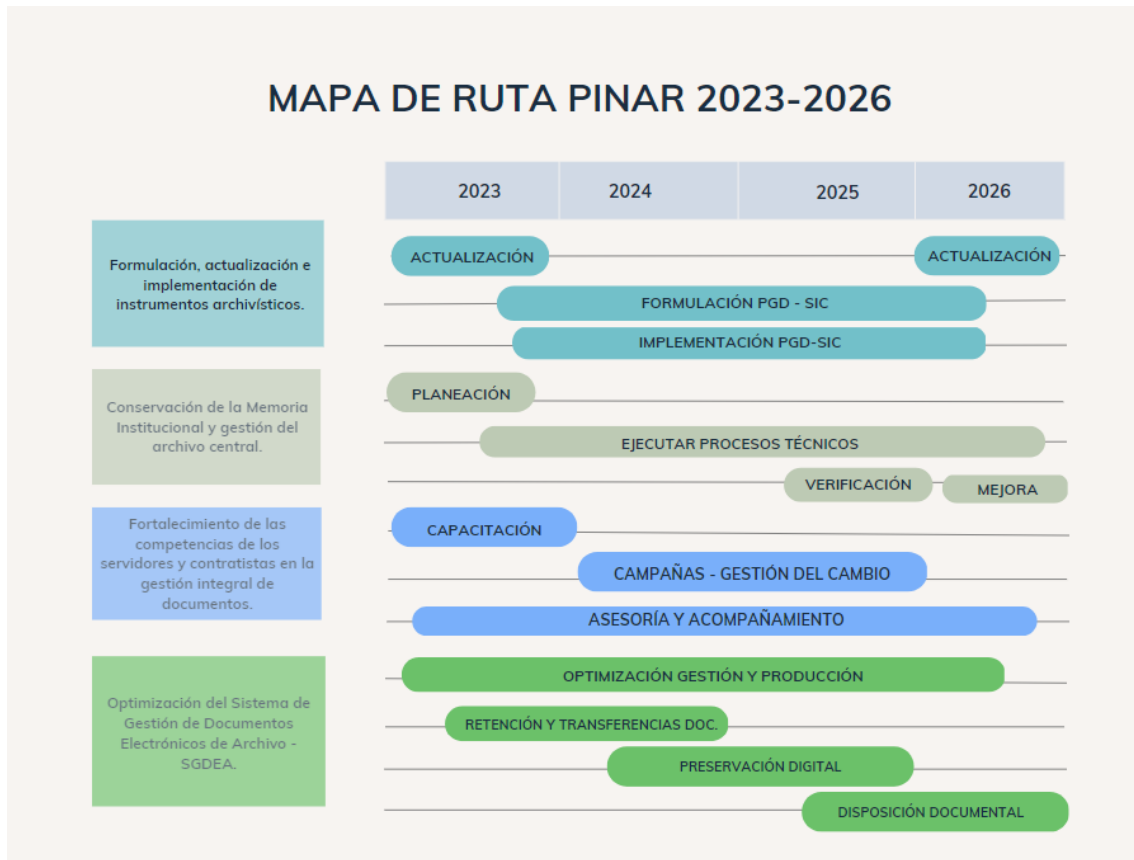 MAPA DE RUTA PINAR 2023-2026
2023
2024
2025
2026
Formulación, actualización e
implementación de
instrumentos archivísticos.
ACTUALIZACIÓN
ACTUALIZACIÓN
FORMULACIÓN PGD - SIC
IMPLEMENTACIÓN PGD-SIC
Conservación de la Memoria
Institucional y gestión del
archivo central.
PLANEACIÓN
EJECUTAR PROCESOS TÉCNICOS
VERIFICACIÓN
MEJORA
Fortalecimiento de las
competencias de los
servidores y contratistas en la
gestión integral de
documentos.
CAPACITACIÓN
CAMPAÑAS - GESTIÓN DEL CAMBIO
ASESORÍA Y ACOMPAÑAMIENTO
Optimización del Sistema de
Gestión de Documentos
Electrónicos de Archivo -
SGDEA.
OPTIMIZACIÓN GESTIÓN Y PRODUCCIÓN
RETENCIÓN Y TRANSFERENCIAS DOC.
PRESERVACIÓN DIGITAL
DISPOSICIÓN DOCUMENTAL